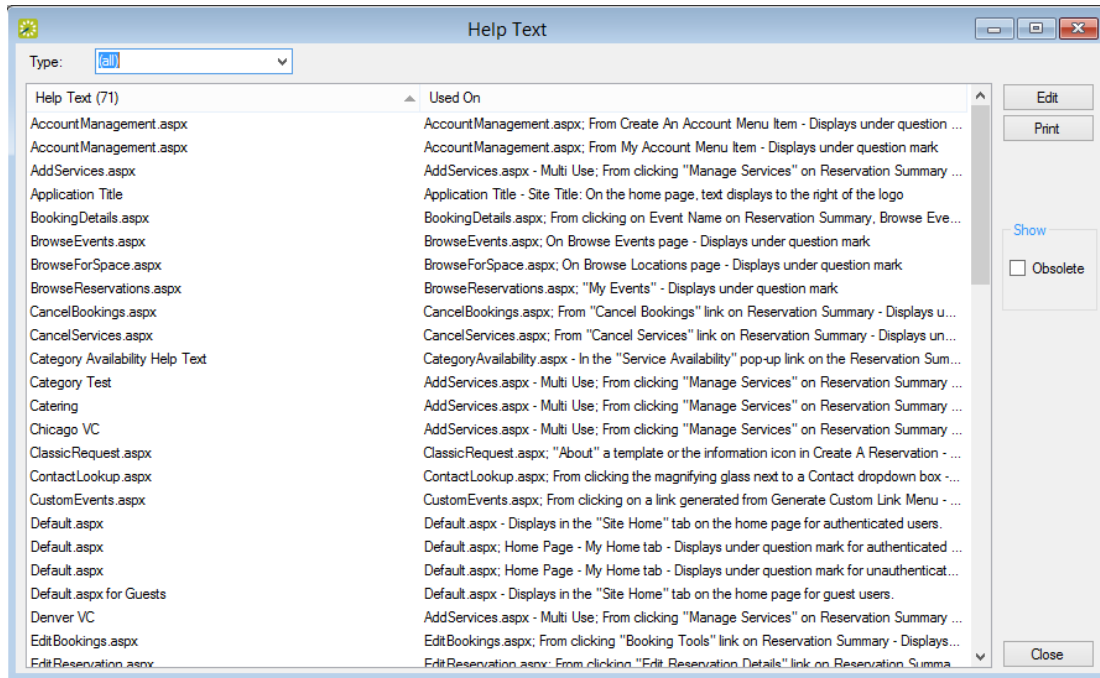 Help Text
Type: (all)
Help Text (71) Used On
AccountManagement.aspx AccountManagement.aspx; From Create An Account Menu Item - Displays under question ...
AccountManagement.aspx AccountManagement.aspx; From My Account Menu Item - Displays under question mark
AddServices.aspx AddServices.aspx - Multi Use; From clicking "Manage Services" on Reservation Summary ...
Application Title Application Title - Site Title: On the home page, text displays to the right of the logo
BookingDetails.aspx BookingDetails.aspx; From clicking on Event Name on Reservation Summary, Browse Eve...
BrowseEvents.aspx BrowseEvents.aspx; On Browse Events page - Displays under question mark
BrowseForSpace.aspx BrowseForSpace.aspx; On Browse Locations page - Displays under question mark
BrowseReservations.aspx BrowseReservations.aspx; "My Events" - Displays under question mark
CancelBookings.aspx CancelBookings.aspx; From "Cancel Bookings" link on Reservation Summary - Displays u...
CancelServices.aspx CancelServices.aspx; From "Cancel Services" link on Reservation Summary - Displays un...
Category Availability Help Text CategoryAvailability.aspx - In the "Service Availability" pop-up link on the Reservation Sum...
Category Test AddServices.aspx - Multi Use; From clicking "Manage Services" on Reservation Summary ...
Catering AddServices.aspx - Multi Use; From clicking "Manage Services" on Reservation Summary ...
Chicago VC AddServices.aspx - Multi Use; From clicking "Manage Services" on Reservation Summary ...
ClassicRequest.aspx ClassicRequest.aspx; "About" a template or the information icon in Create A Reservation - ...
ContactLookup.aspx ContactLookup.aspx; From clicking the magnifying glass next to a Contact dropdown box -...
CustomEvents.aspx CustomEvents.aspx; From clicking on a link generated from Generate Custom Link Menu - ...
Default.aspx Default.aspx - Displays in the "Site Home" tab on the home page for authenticated users.
Default.aspx Default.aspx; Home Page - My Home tab - Displays under question mark for authenticated ...
Default.aspx Default.aspx; Home Page - My Home tab - Displays under question mark for unauthenticat...
Default.aspx for Guests Default.aspx - Displays in the "Site Home" tab on the home page for guest users.
Denver VC AddServices.aspx - Multi Use; From clicking "Manage Services" on Reservation Summary ...
EditBookings.aspx EditBookings.aspx; From clicking "Booking Tools" link on Reservation Summary - Displays...
EditReservation.aspx EditReservation.aspx; From clicking "Edit Reservation Details" link on Reservation Summa
Edit
Print
Show
Obsolete
Close